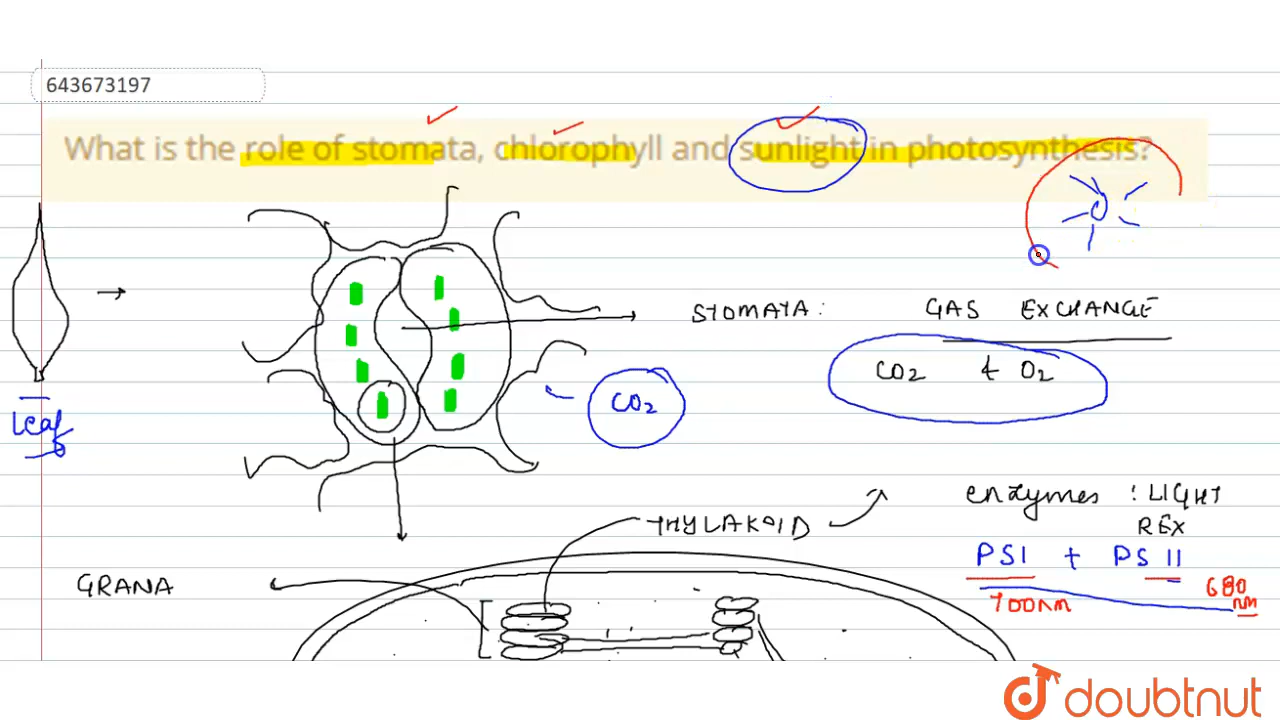 643673197
What is the role of stomata, chlorophyll and sunlight in photosynthesis?
STOMATA : GAS EXCHANGE
CO2 & O2
CO2
Leaf
enzymes : LIGHT
REX
THYLAKOID
PSI + PS II
GRANA
700nm
680
nm
doubtnut